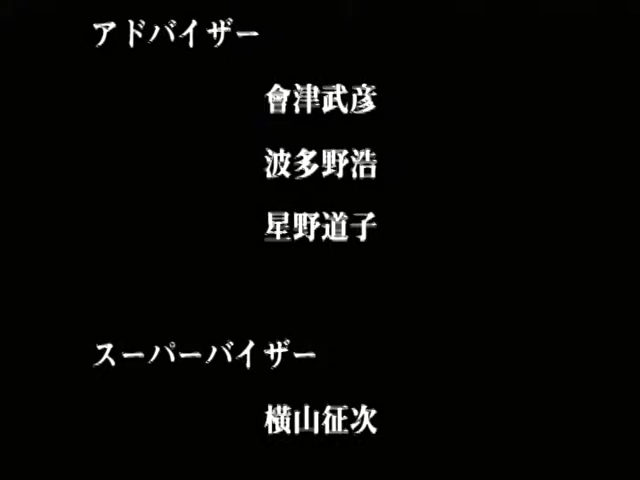 アドバイザー
會津武彦
波多野浩
星野道子
スーパーバイザー
横山征次